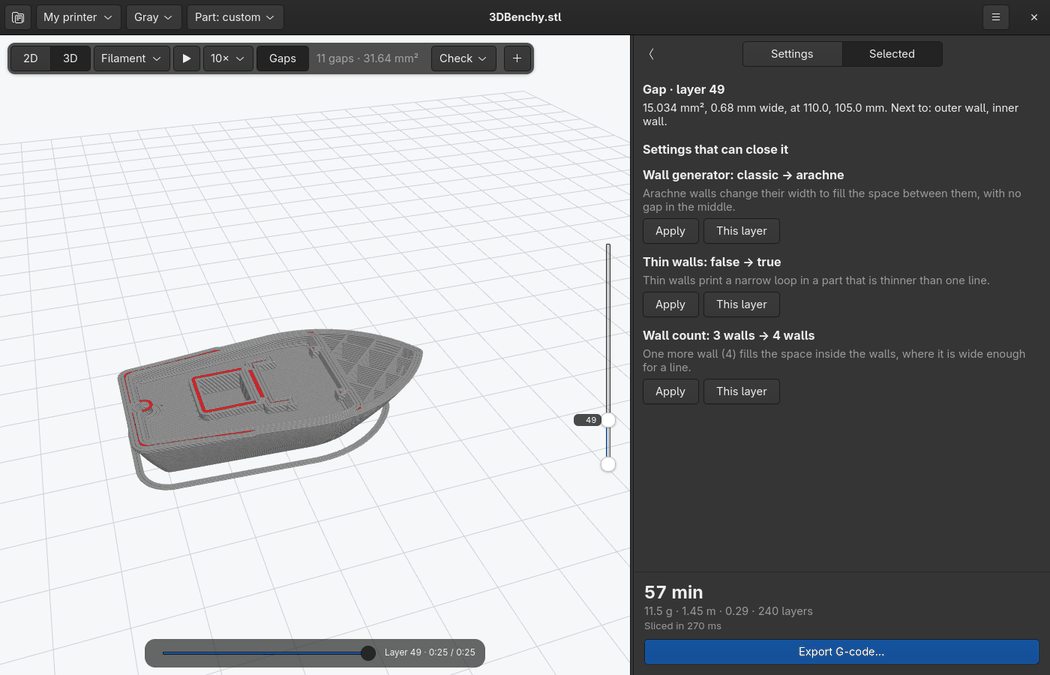 My printer
Gray
Part: custom
3DBenchy.stl
2D
3D
Filament
10×
Gaps
11 gaps · 31.64 mm²
Check
Settings
Selected
Gap · layer 49
15.034 mm², 0.68 mm wide, at 110.0, 105.0 mm. Next to: outer wall, inner
wall.
Settings that can close it
Wall generator: classic → arachne
Arachne walls change their width to fill the space between them, with no
gap in the middle.
Apply
This layer
Thin walls: false → true
Thin walls print a narrow loop in a part that is thinner than one line.
Apply
This layer
Wall count: 3 walls → 4 walls
One more wall (4) fills the space inside the walls, where it is wide enough
for a line.
Apply
This layer
49
Layer 49 · 0:25 / 0:25
57 min
11.5 g · 1.45 m · 0.29 · 240 layers
Sliced in 270 ms
Export G-code...